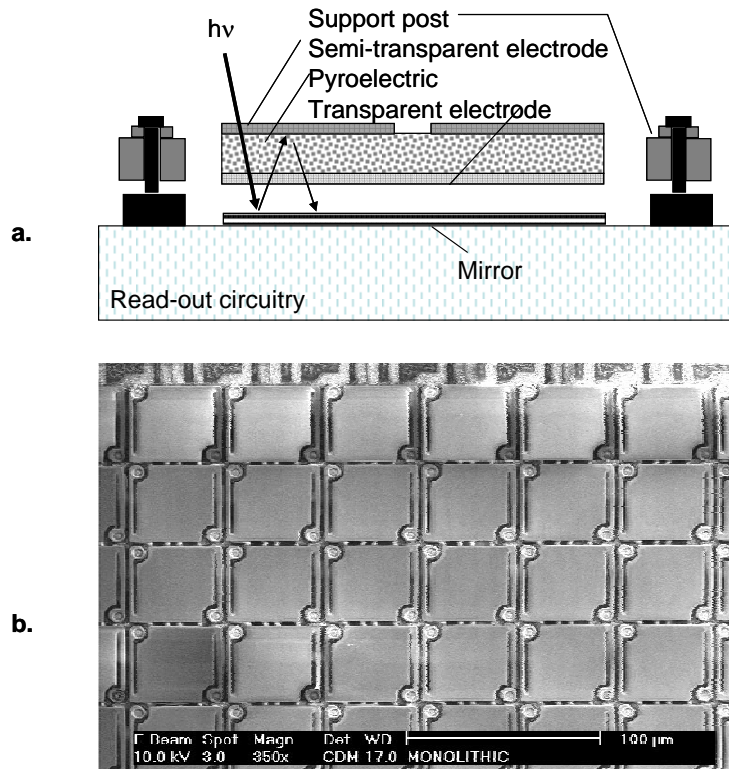 Support post
hν
Semi-transparent electrode
Pyroelectric
Transparent electrode
a.
Mirror
Read-out circuitry
b.
E Beam Spot Magn Det WD 100 µm
10.0 kV 3.0 350x CDM 17.0 MONOLITHIC